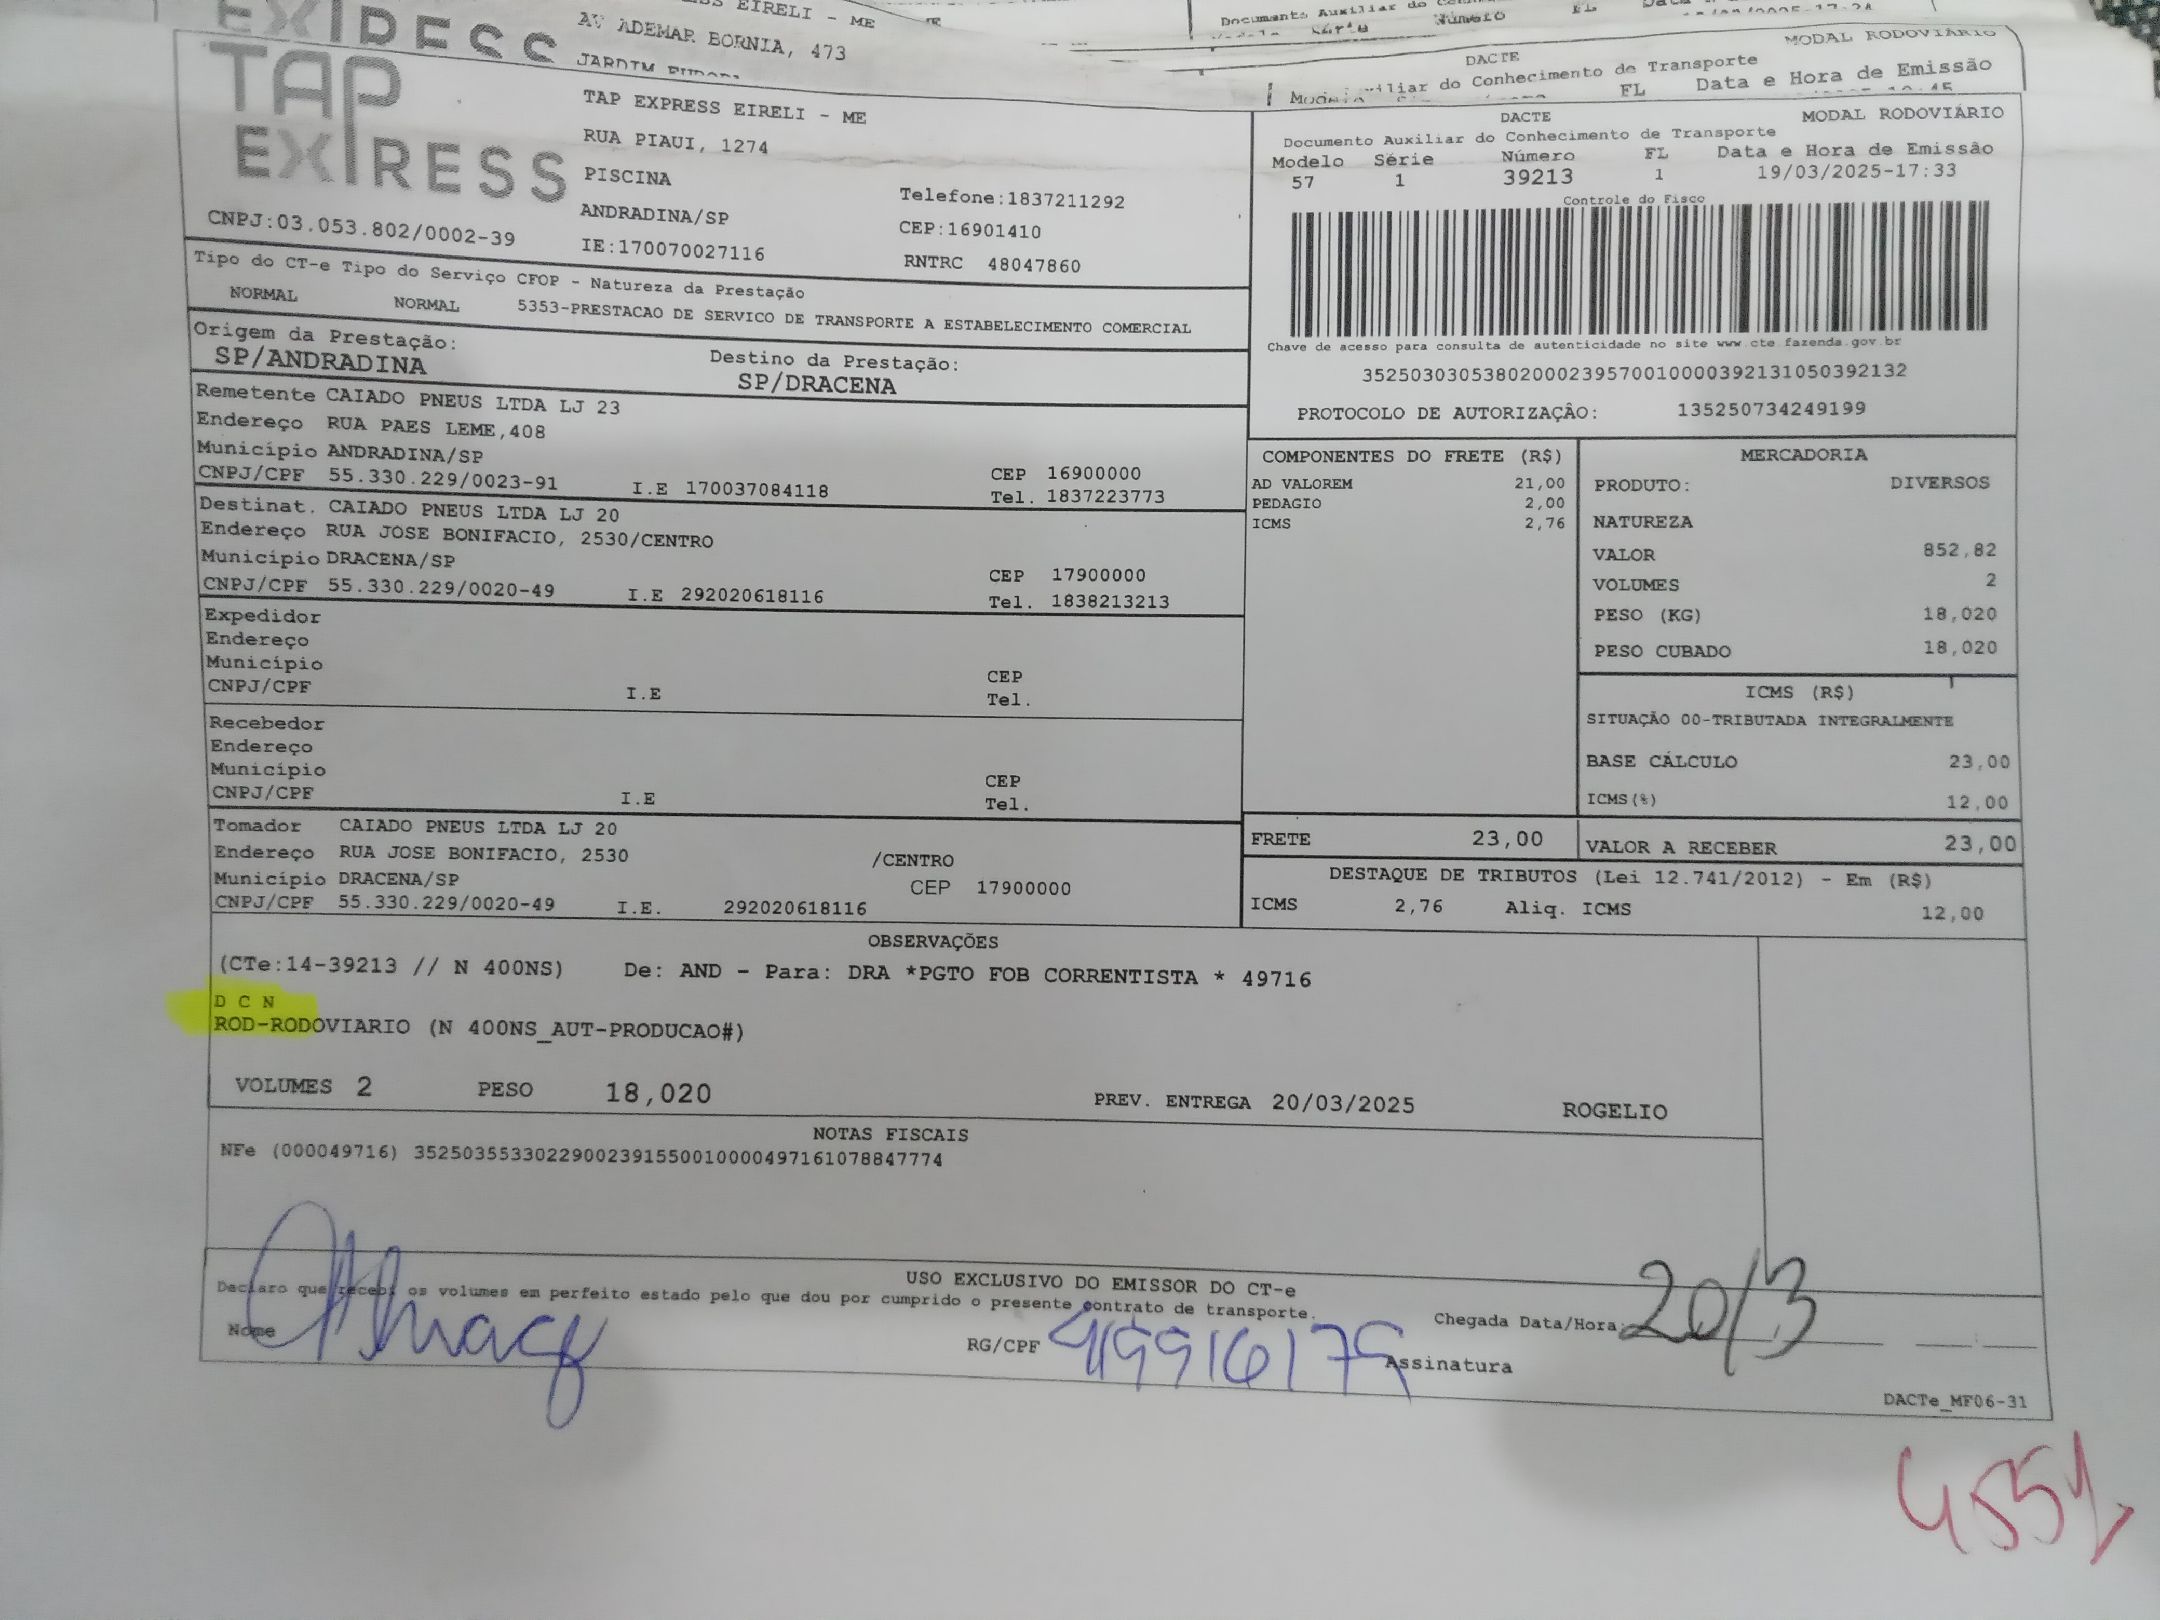 EXPRESS
EIRELI - ME
AV ADEMAR BORNIA, 473
Documento Auxiliar do
Número
FL
MODAL RODOVIÁRIO
DACTE
do Conhecimento de Transporte
FL Data e Hora de Emissão
TAP
EXPRESS
CNPJ:03.053.802/0002-39
TAP EXPRESS EIRELI - ME
RUA PIAUI, 1274
PISCINA
ANDRADINA/SP
IE:170070027116
Telefone:1837211292
CEP:16901410
RNTRC 48047860
DACTE MODAL RODOVIÁRIO
Documento Auxiliar do Conhecimento de Transporte
Modelo Série Número FL Data e Hora de Emissão
57 1 39213 1 19/03/2025-17:33
Controle do Fisco
Chave de acesso para consulta de autenticidade no site www.cte.fazenda.gov.br
35250303053802000239570010000392131050392132
PROTOCOLO DE AUTORIZAÇÃO: 135250734249199
Tipo do CT-e Tipo do Serviço CFOP - Natureza da Prestação
NORMAL NORMAL 5353-PRESTACAO DE SERVICO DE TRANSPORTE A ESTABELECIMENTO COMERCIAL
Origem da Prestação: Destino da Prestação:
SP/ANDRADINA SP/DRACENA
Remetente CAIADO PNEUS LTDA LJ 23
Endereço RUA PAES LEME,408
Município ANDRADINA/SP CEP 16900000
CNPJ/CPF 55.330.229/0023-91 I.E 170037084118 Tel. 1837223773
Destinat. CAIADO PNEUS LTDA LJ 20
Endereço RUA JOSE BONIFACIO, 2530/CENTRO
Município DRACENA/SP CEP 17900000
CNPJ/CPF 55.330.229/0020-49 I.E 292020618116 Tel. 1838213213
Expedidor
Endereço
Município CEP
CNPJ/CPF I.E Tel.
Recebedor
Endereço
Município CEP
CNPJ/CPF I.E Tel.
Tomador CAIADO PNEUS LTDA LJ 20
Endereço RUA JOSE BONIFACIO, 2530 /CENTRO
Município DRACENA/SP CEP 17900000
CNPJ/CPF 55.330.229/0020-49 I.E. 292020618116
COMPONENTES DO FRETE (R$)
AD VALOREM 21,00
PEDAGIO 2,00
ICMS 2,76
MERCADORIA
PRODUTO: DIVERSOS
NATUREZA
VALOR 852,82
VOLUMES 2
PESO (KG) 18,020
PESO CUBADO 18,020
ICMS (R$)
SITUAÇÃO 00-TRIBUTADA INTEGRALMENTE
BASE CÁLCULO 23,00
ICMS(%) 12,00
FRETE 23,00 VALOR A RECEBER 23,00
DESTAQUE DE TRIBUTOS (Lei 12.741/2012) - Em (R$)
ICMS 2,76 Aliq. ICMS 12,00
OBSERVAÇÕES
(CTe:14-39213 // N 400NS) De: AND - Para: DRA *PGTO FOB CORRENTISTA * 49716
D C N
ROD-RODOVIARIO (N 400NS_AUT-PRODUCAO#)
VOLUMES 2 PESO 18,020 PREV. ENTREGA 20/03/2025 ROGELIO
NOTAS FISCAIS
NFe (000049716) 35250355330229002391550010000497161078847774
USO EXCLUSIVO DO EMISSOR DO CT-e
Declaro que recebi os volumes em perfeito estado pelo que dou por cumprido o presente contrato de transporte.
Nome RG/CPF Assinatura
Chegada Data/Hora: 20/3
DACTe_MF06-31